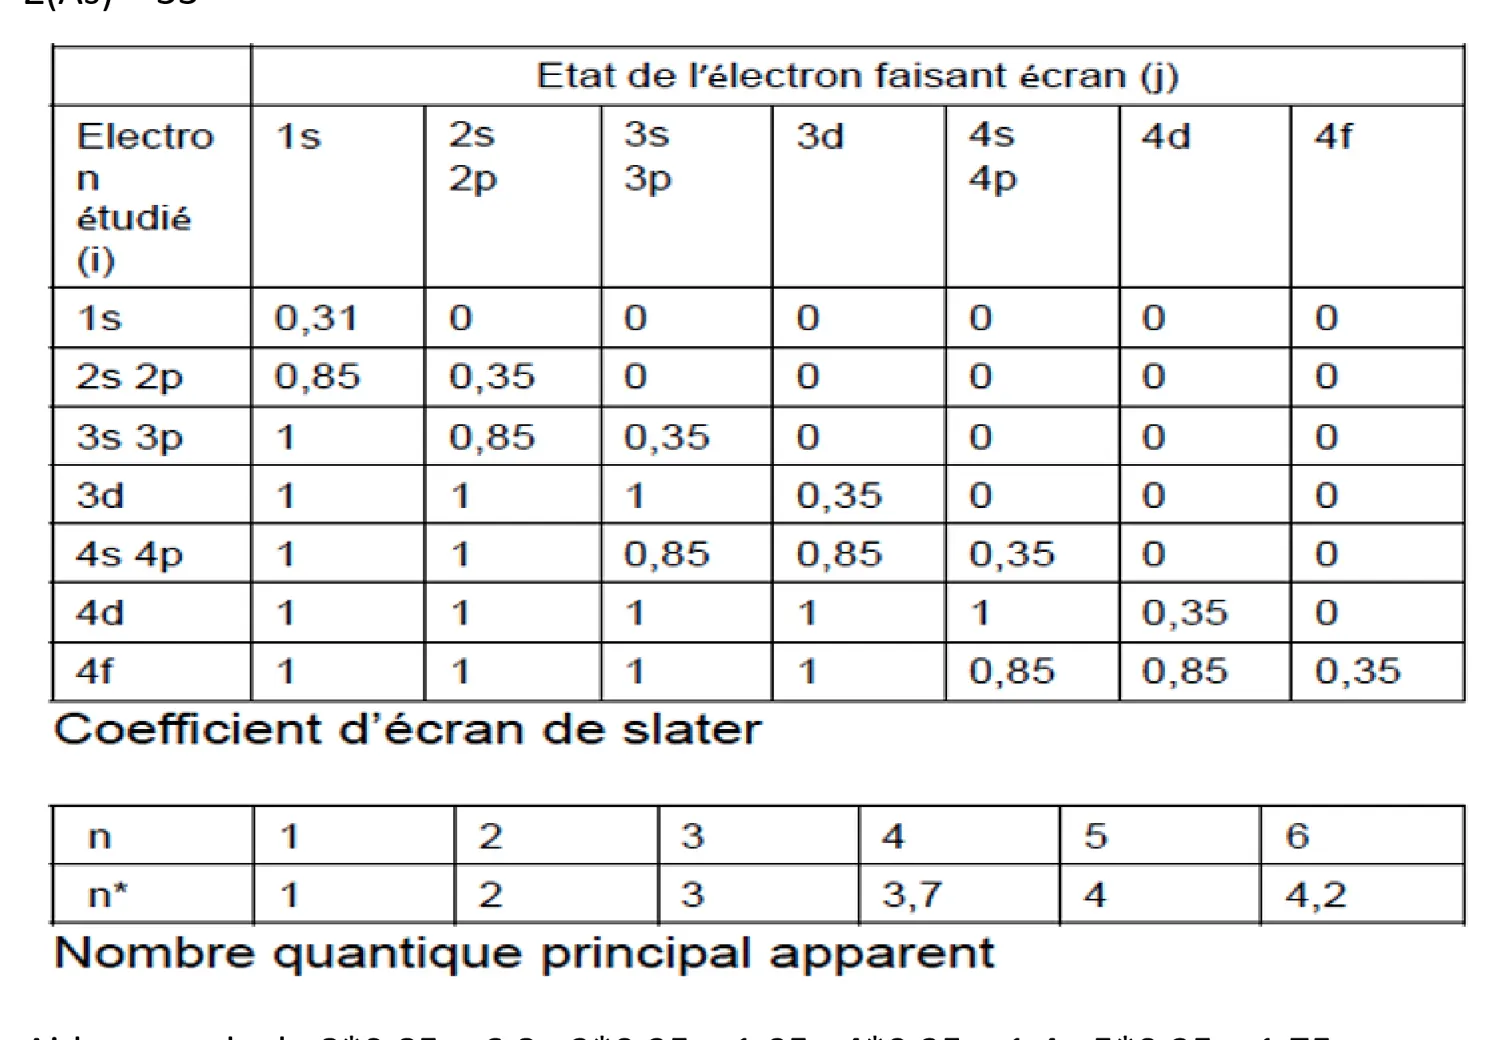 Etat de l'électron faisant écran (j)
Electro
n
étudié
(i)
1s
2s
2p
3s
3p
3d
4s
4p
4d
4f
1s 0,31 0 0 0 0 0 0
2s 2p 0,85 0,35 0 0 0 0 0
3s 3p 1 0,85 0,35 0 0 0 0
3d 1 1 1 0,35 0 0 0
4s 4p 1 1 0,85 0,85 0,35 0 0
4d 1 1 1 1 1 0,35 0
4f 1 1 1 1 0,85 0,85 0,35
Coefficient d'écran de slater
n 1 2 3 4 5 6
n* 1 2 3 3,7 4 4,2
Nombre quantique principal apparent